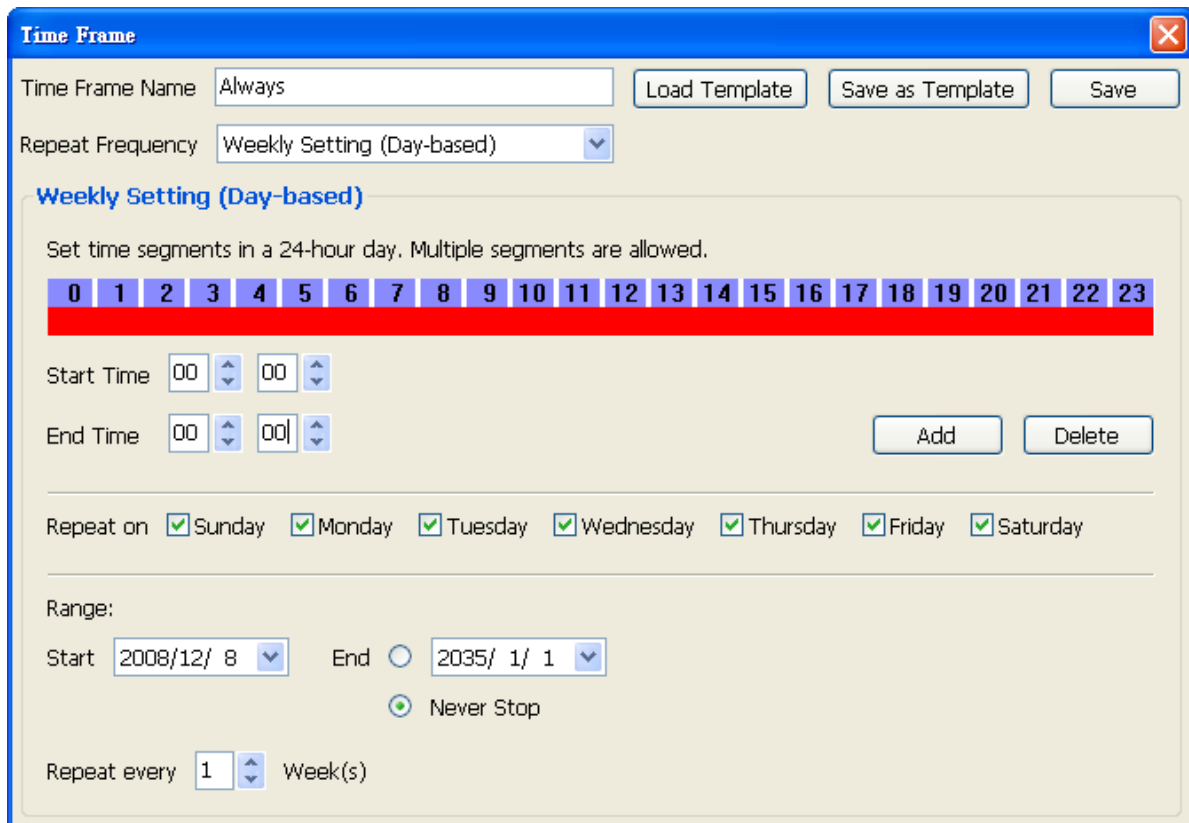 Time Frame
Time Frame Name Always Load Template Save as Template Save
Repeat Frequency Weekly Setting (Day-based)
Weekly Setting (Day-based)
Set time segments in a 24-hour day. Multiple segments are allowed.
0 1 2 3 4 5 6 7 8 9 10 11 12 13 14 15 16 17 18 19 20 21 22 23
Start Time 00 00
End Time 00 00 Add Delete
Repeat on Sunday Monday Tuesday Wednesday Thursday Friday Saturday
Range:
Start 2008/12/ 8 End 2035/ 1/ 1
Never Stop
Repeat every 1 Week(s)